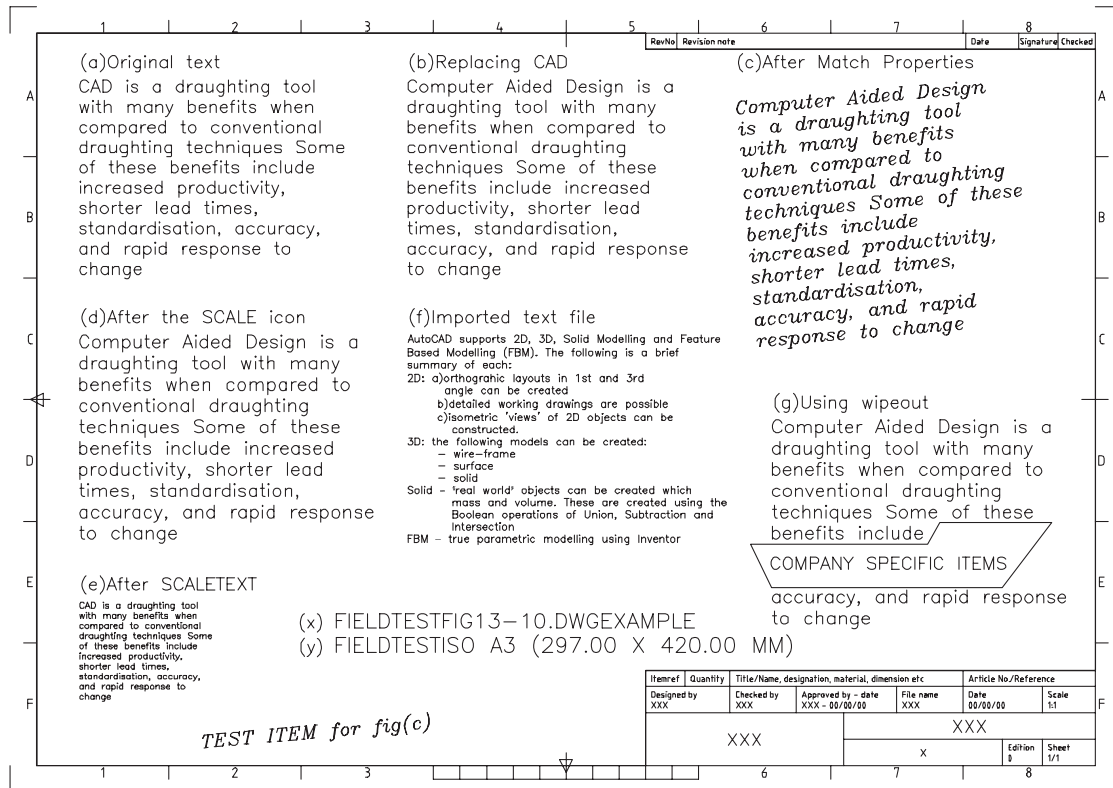 1 2 3 4 5 6 7 8
RevNo Revision note Date Signature Checked
A
A
B
B
C
C
D
D
E
E
F
F
(a)Original text
CAD is a draughting tool
with many benefits when
compared to conventional
draughting techniques Some
of these benefits include
increased productivity,
shorter lead times,
standardisation, accuracy,
and rapid response to
change
(b)Replacing CAD
Computer Aided Design is a
draughting tool with many
benefits when compared to
conventional draughting
techniques Some of these
benefits include increased
productivity, shorter lead
times, standardisation,
accuracy, and rapid response
to change
(c)After Match Properties
Computer Aided Design
is a draughting tool
with many benefits
when compared to
conventional draughting
techniques Some of these
benefits include
increased productivity,
shorter lead times,
standardisation,
accuracy, and rapid
response to change
(d)After the SCALE icon
Computer Aided Design is a
draughting tool with many
benefits when compared to
conventional draughting
techniques Some of these
benefits include increased
productivity, shorter lead
times, standardisation,
accuracy, and rapid response
to change
(f)Imported text file
AutoCAD supports 2D, 3D, Solid Modelling and Feature
Based Modelling (FBM). The following is a brief
summary of each:
2D: a)orthograhic layouts in 1st and 3rd
angle can be created
b)detailed working drawings are possible
c)isometric 'views' of 2D objects can be
constructed.
3D: the following models can be created:
– wire–frame
– surface
– solid
Solid – 'real world' objects can be created which
mass and volume. These are created using the
Boolean operations of Union, Subtraction and
Intersection
FBM – true parametric modelling using Inventor
(g)Using wipeout
Computer Aided Design is a
draughting tool with many
benefits when compared to
conventional draughting
techniques Some of these
benefits include
COMPANY SPECIFIC ITEMS
accuracy, and rapid response
to change
(e)After SCALETEXT
CAD is a draughting tool
with many benefits when
compared to conventional
draughting techniques Some
of these benefits include
increased productivity,
shorter lead times,
standardisation, accuracy,
and rapid response to
change
(x) FIELDTESTFIG13–10.DWGEXAMPLE
(y) FIELDTESTISO A3 (297.00 X 420.00 MM)
TEST ITEM for fig(c)
Itemref Quantity Title/Name, designation, material, dimension etc Article No./Reference
Designed by Checked by Approved by - date File name Date Scale
XXX XXX XXX - 00/00/00 XXX 00/00/00 1:1
XXX
XXX
X
Edition Sheet
0 1/1
1 2 3 6 7 8